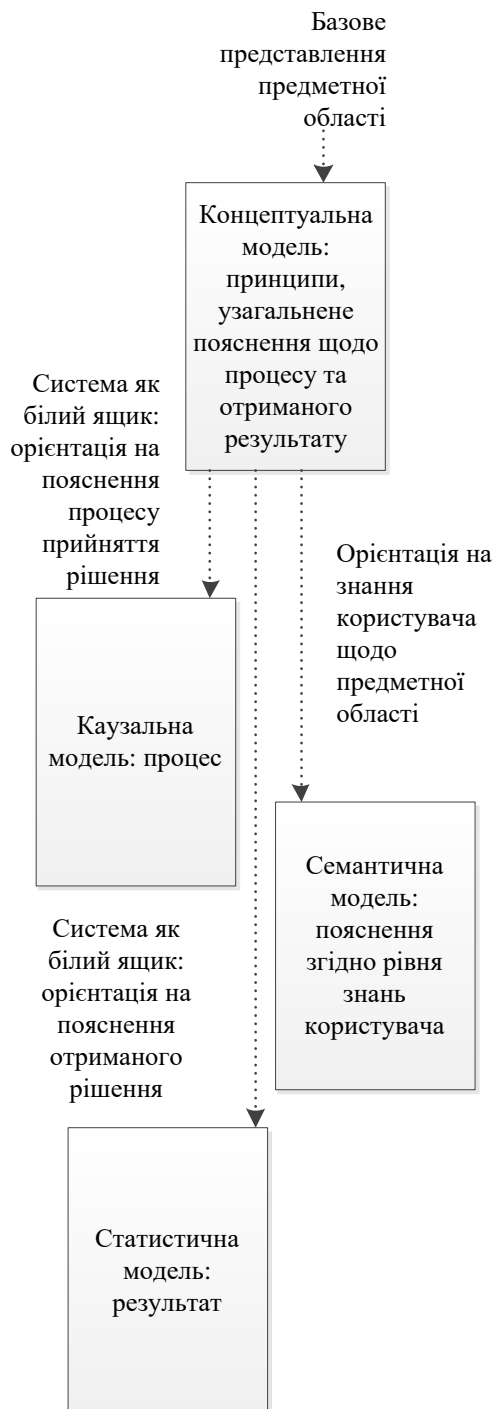 Базове
представлення
предметної
області
Концептуальна
модель:
принципи,
узагальнене
пояснення щодо
процесу та
отриманого
результату
Система як
білий ящик:
орієнтація на
пояснення
процесу
прийняття
рішення
Орієнтація на
знання
користувача
щодо
предметної
області
Каузальна
модель: процес
Семантична
модель:
пояснення
згідно рівня
знань
користувача
Система як
білий ящик:
орієнтація на
пояснення
отриманого
рішення
Статистична
модель:
результат